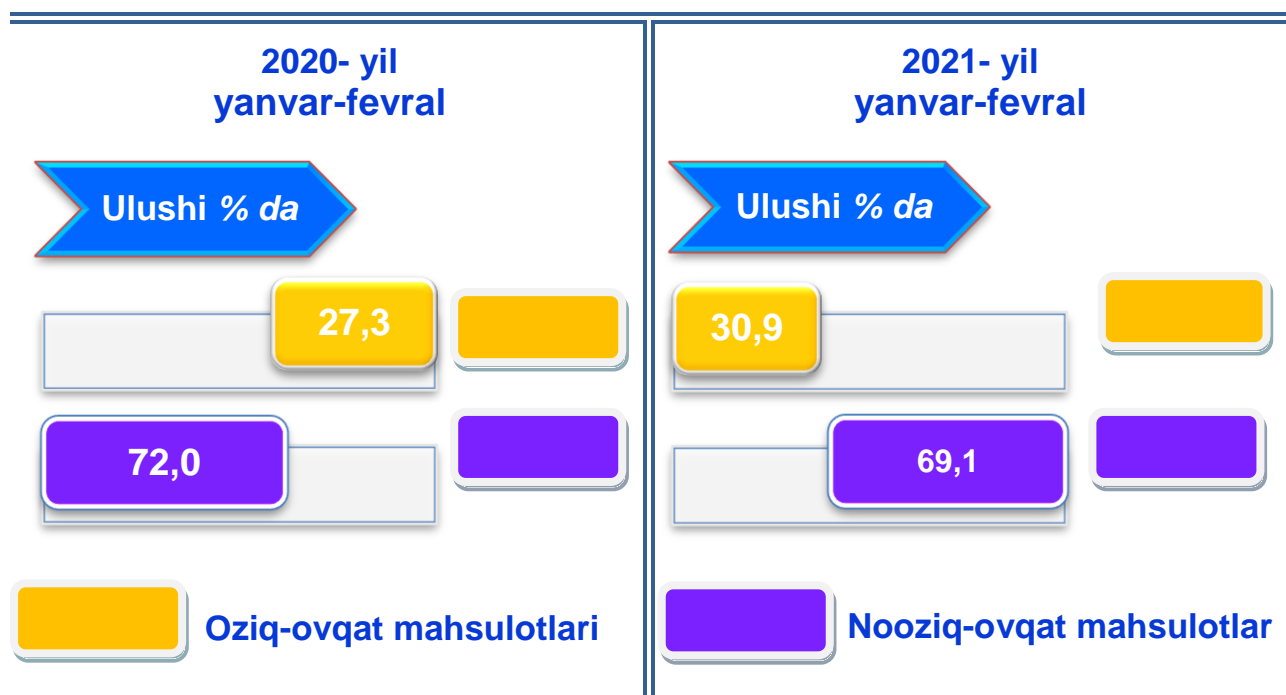 2020- yil
yanvar-fevral
Ulushi % da
27,3
72,0
2021- yil
yanvar-fevral
Ulushi % da
30,9
69,1
Oziq-ovqat mahsulotlari
Nooziq-ovqat mahsulotlar